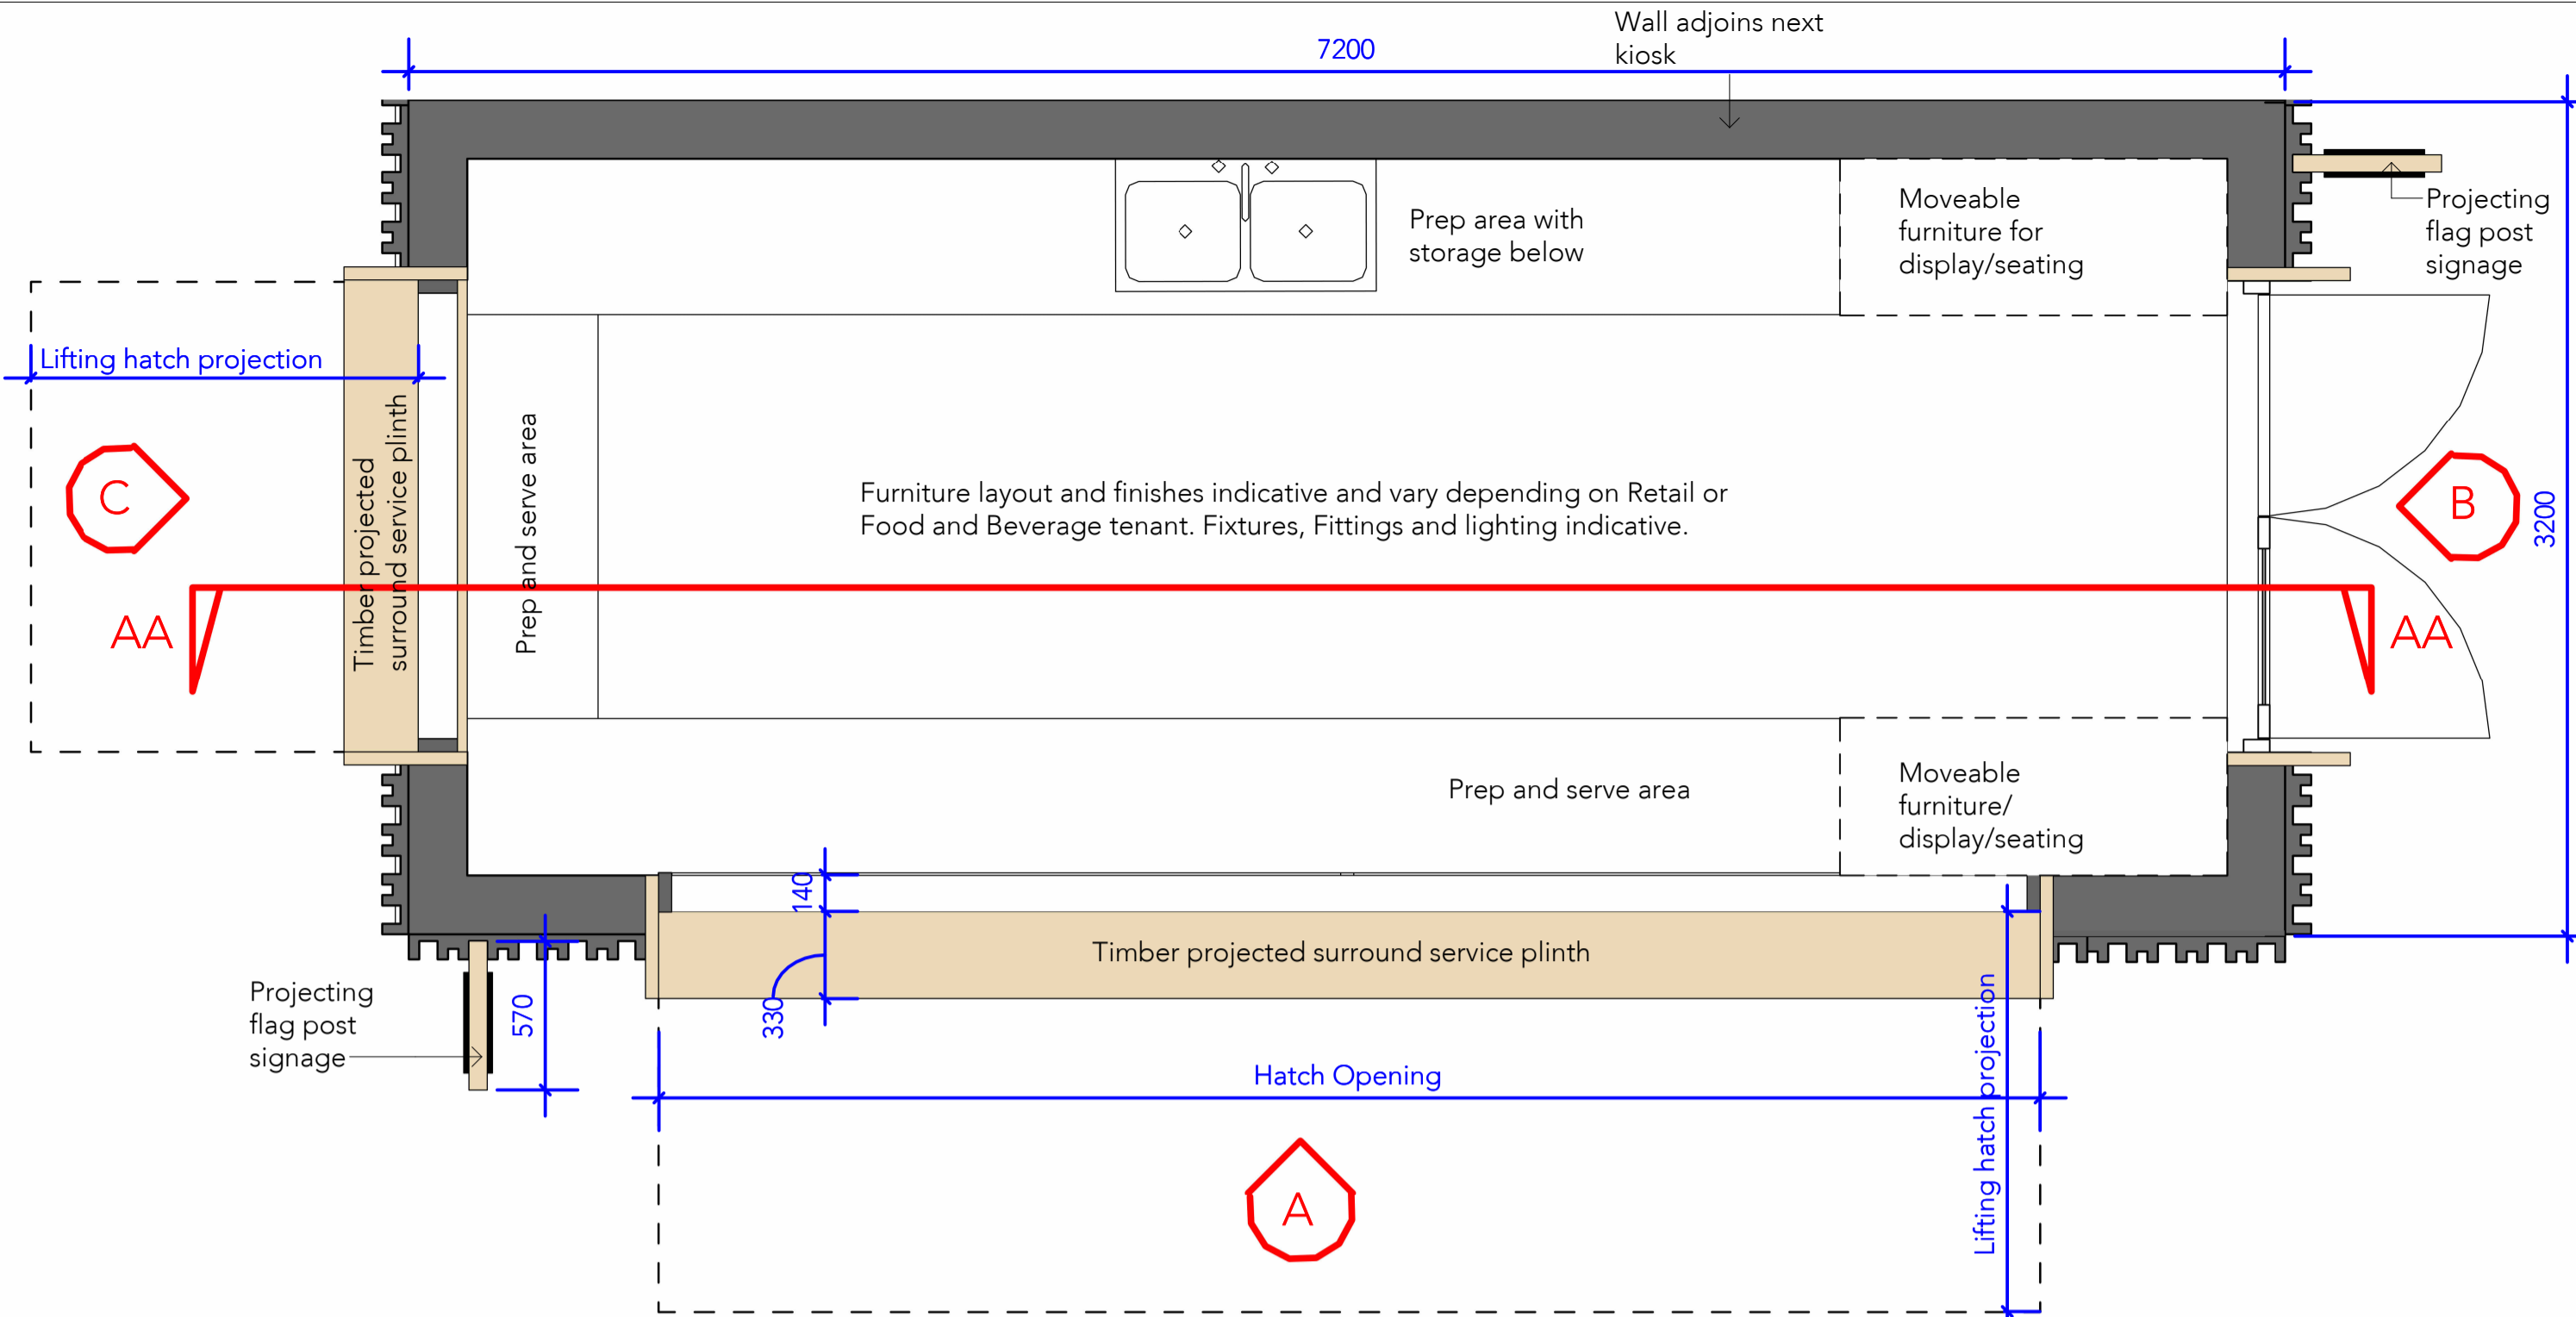 Wall adjoins next
kiosk
7200
Prep area with
storage below
Moveable
furniture for
display/seating
Projecting
flag post
signage
Lifting hatch projection
C
Timber projected
surround service plinth
Prep and serve area
Furniture layout and finishes indicative and vary depending on Retail or
Food and Beverage tenant. Fixtures, Fittings and lighting indicative.
B
3200
AA
AA
Prep and serve area
Moveable
furniture/
display/seating
140
Timber projected surround service plinth
330
Projecting
flag post
signage
570
Hatch Opening
Lifting hatch projection
A